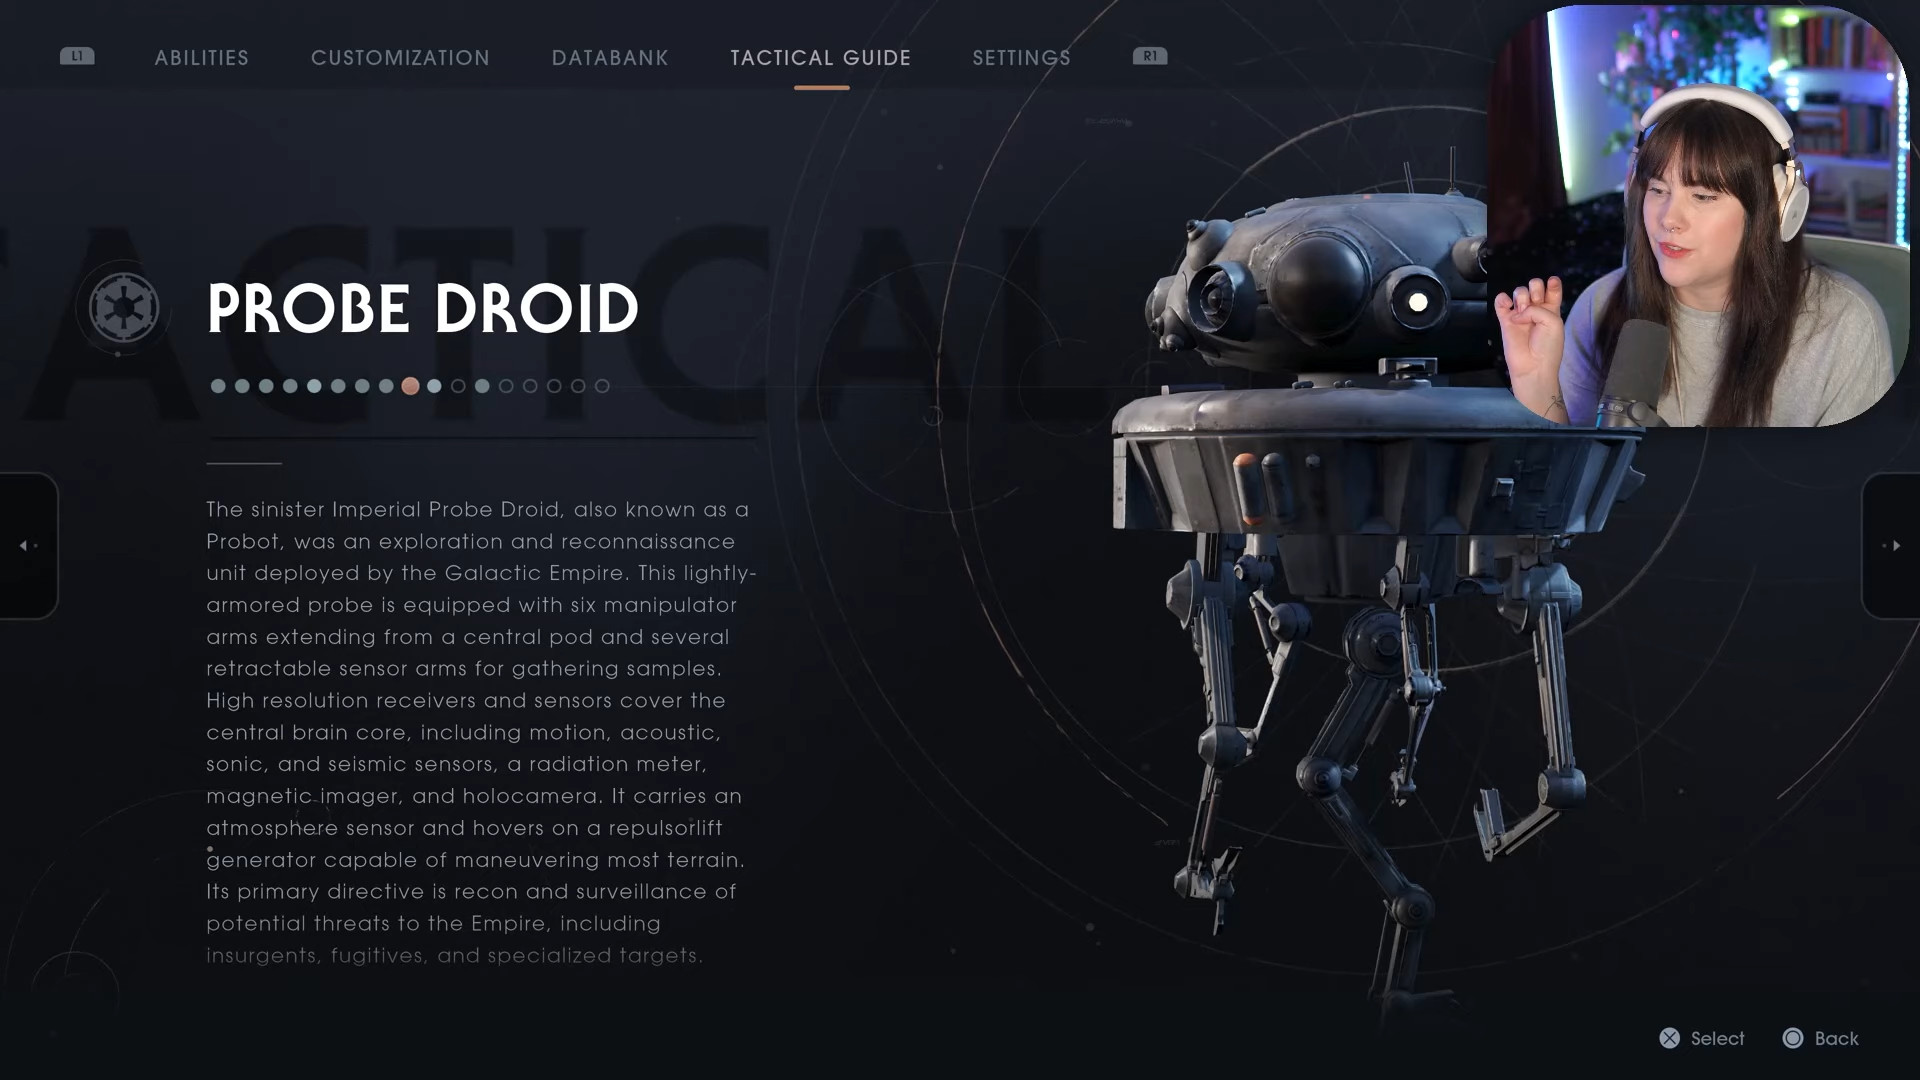 L1
ABILITIES
CUSTOMIZATION
DATABANK
TACTICAL GUIDE
SETTINGS
R1
TACTICAL
PROBE DROID
The sinister Imperial Probe Droid, also known as a
Probot, was an exploration and reconnaissance
unit deployed by the Galactic Empire. This lightly-
armored probe is equipped with six manipulator
arms extending from a central pod and several
retractable sensor arms for gathering samples.
High resolution receivers and sensors cover the
central brain core, including motion, acoustic,
sonic, and seismic sensors, a radiation meter,
magnetic imager, and holocamera. It carries an
atmosphere sensor and hovers on a repulsorlift
generator capable of maneuvering most terrain.
Its primary directive is recon and surveillance of
potential threats to the Empire, including
insurgents, fugitives, and specialized targets.
Select
Back